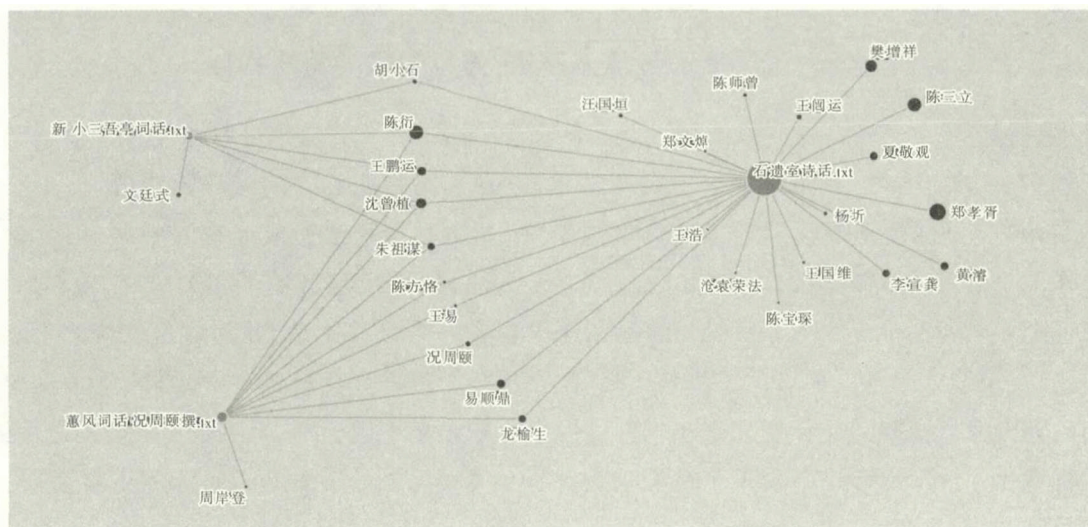 樊增祥
胡小石
陈师曾
汪国垣
王闿运
陈三立
新 小三吾亭词话.txt
陈衍
郑文焯
夏敬观
王鹏运
石遗室诗话.txt
文廷式
沈曾植
杨圻
郑孝胥
王浩
朱祖谋
王国维
李宣龚
黄濬
陈方恪
沧袁荣法
王易
陈宝琛
况周颐
易顺鼎
蕙风词话况周颐撰.txt
龙榆生
周岸登